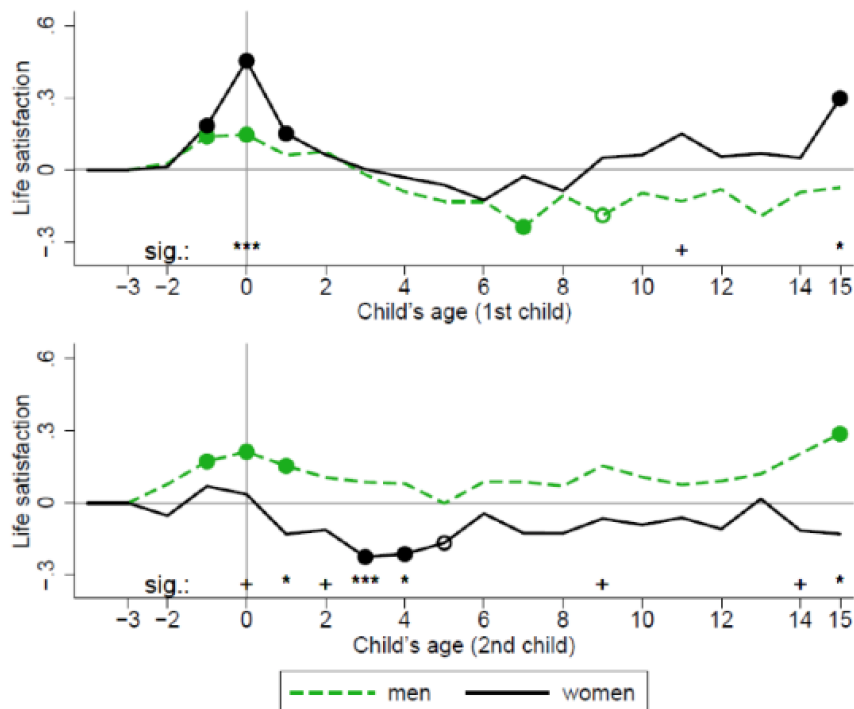 .6
.3
0
-.3
Life satisfaction
sig.: *** + *
-3 -2 0 2 4 6 8 10 12 14 15
Child's age (1st child)
.6
.3
0
-.3
Life satisfaction
sig.: + * + *** * + + *
-3 -2 0 2 4 6 8 10 12 14 15
Child's age (2nd child)
men women